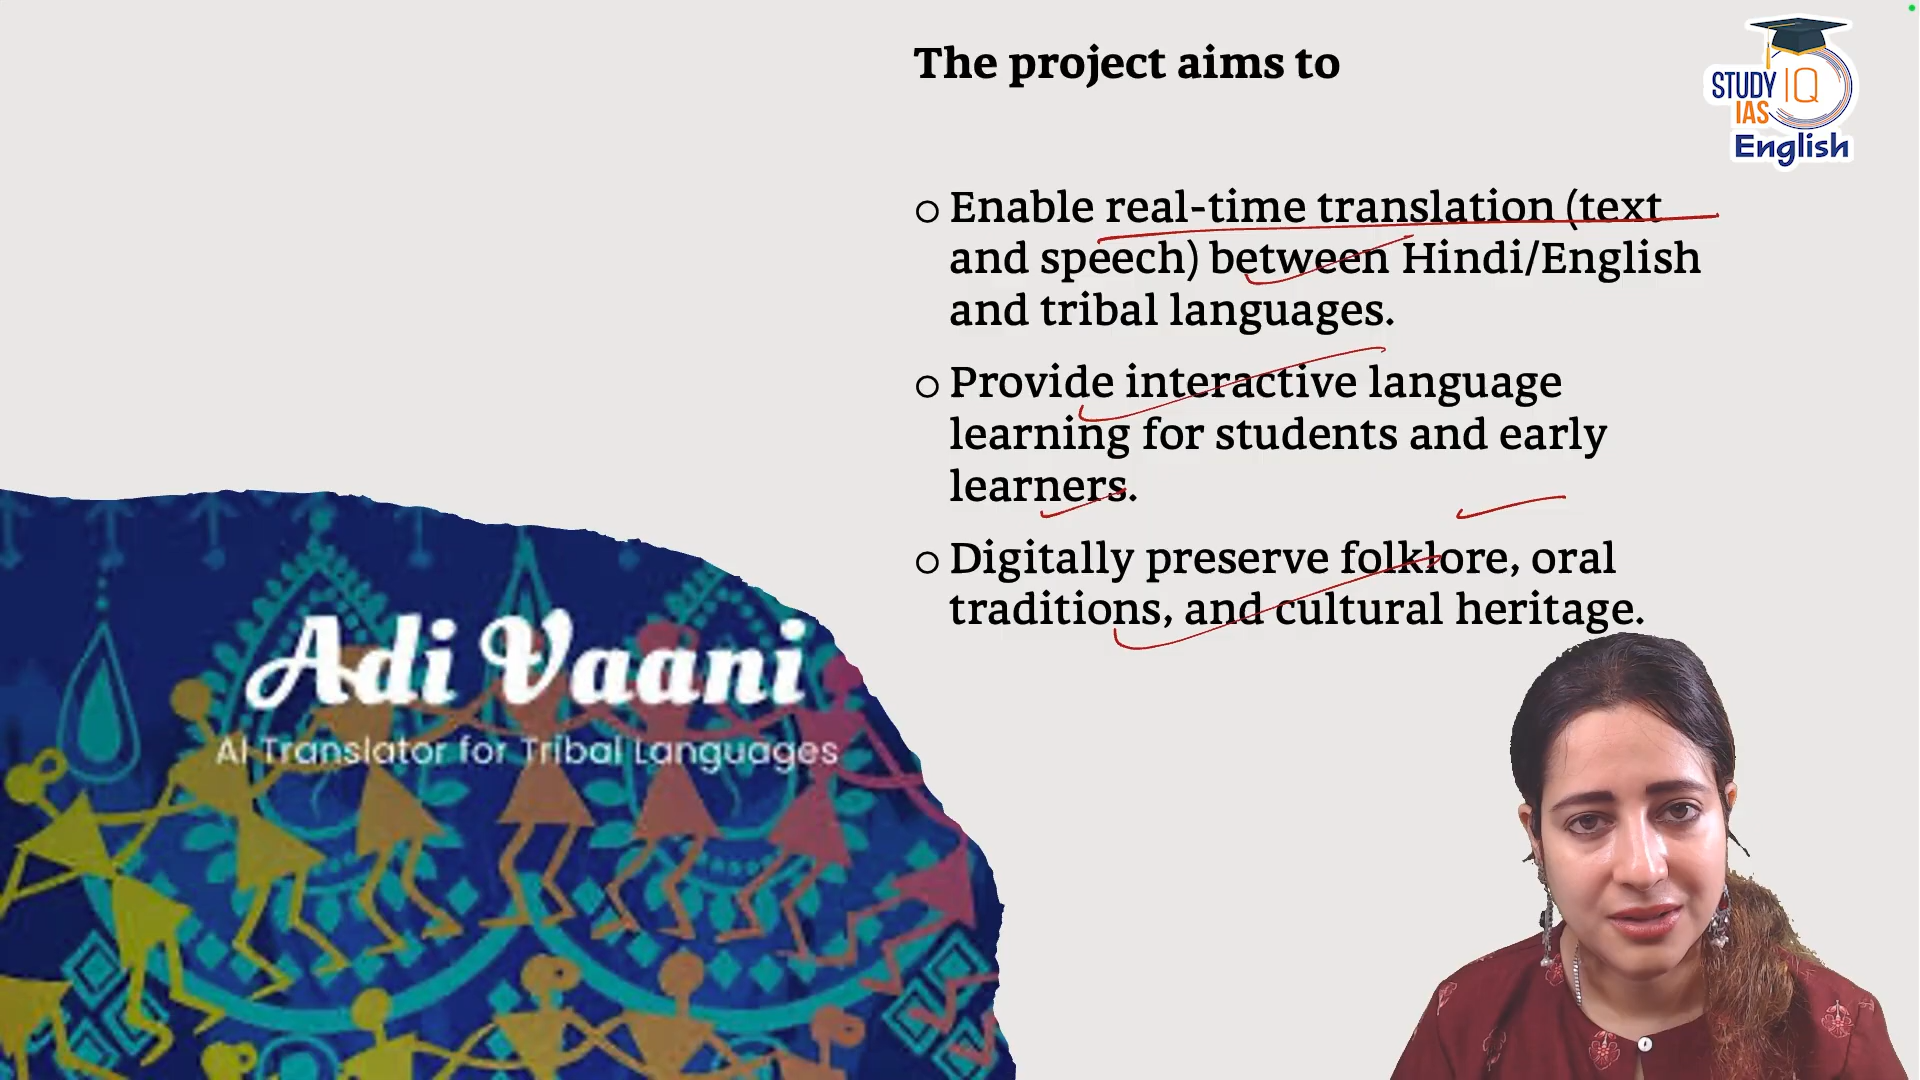 The project aims to
STUDY IQ
IAS
English
○ Enable real-time translation (text
and speech) between Hindi/English
and tribal languages.
○ Provide interactive language
learning for students and early
learners.
○ Digitally preserve folklore, oral
traditions, and cultural heritage.
Adi Vaani
AI Translator for Tribal Languages